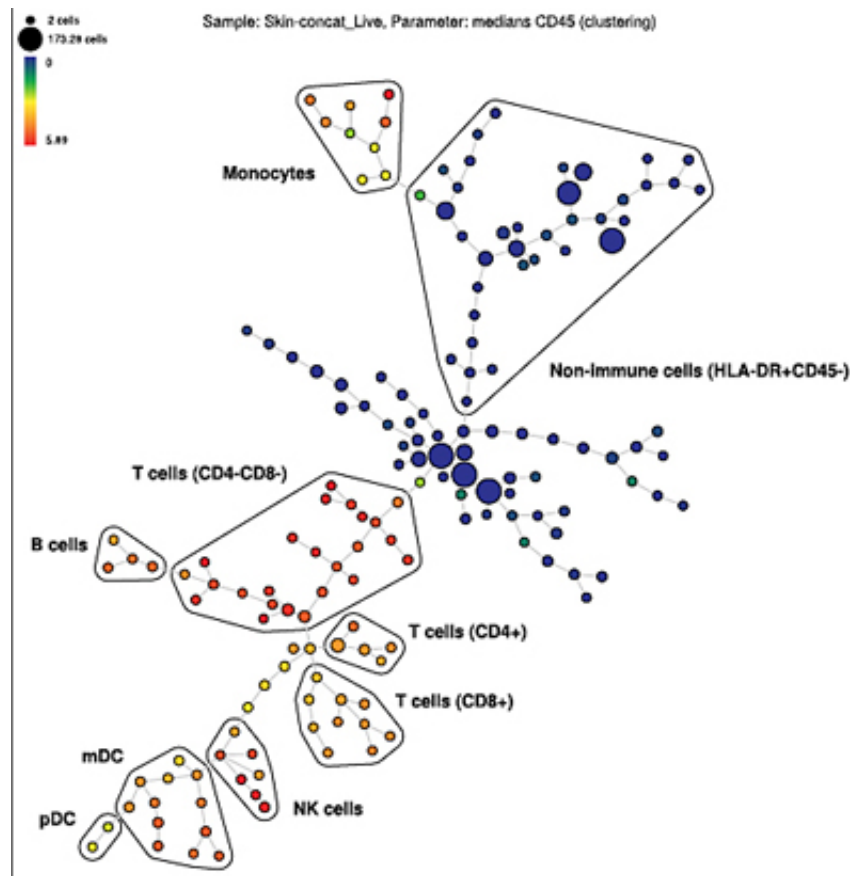 2 cells
Sample: Skin-concat_Live, Parameter: medians CD45 (clustering)
173.29 cells
0
5.89
Monocytes
Non-Immune cells (HLA-DR+CD45-)
T cells (CD4-CD8-)
B cells
T cells (CD4+)
T cells (CD8+)
mDC
NK cells
pDC